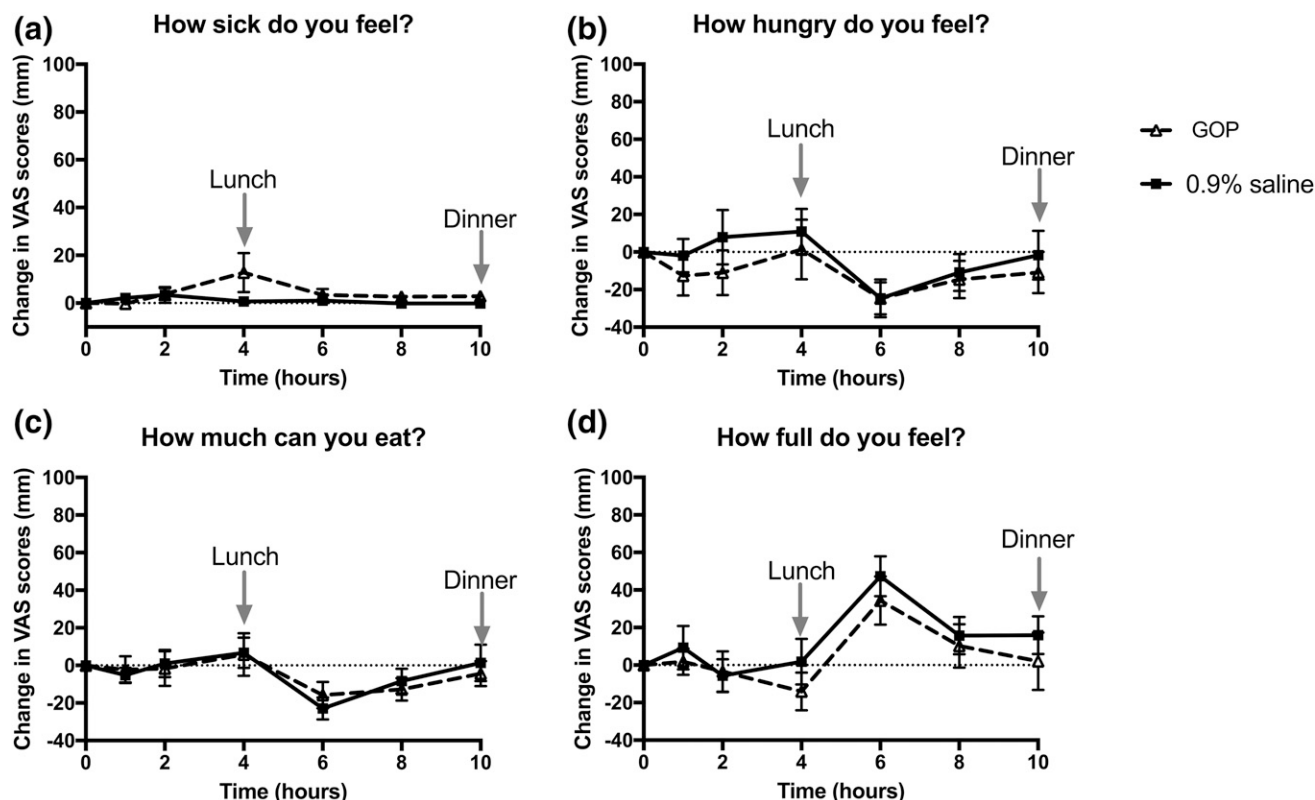 (a) How sick do you feel?
100
80
60
40
20
0
Change in VAS scores (mm)
Lunch
Dinner
0 2 4 6 8 10
Time (hours)
(b) How hungry do you feel?
100
80
60
40
20
0
-20
-40
Change in VAS scores (mm)
Lunch
Dinner
0 2 4 6 8 10
Time (hours)
GOP
0.9% saline
(c) How much can you eat?
100
80
60
40
20
0
-20
-40
Change in VAS scores (mm)
Lunch
Dinner
0 2 4 6 8 10
Time (hours)
(d) How full do you feel?
100
80
60
40
20
0
-20
-40
Change in VAS scores (mm)
Lunch
Dinner
0 2 4 6 8 10
Time (hours)